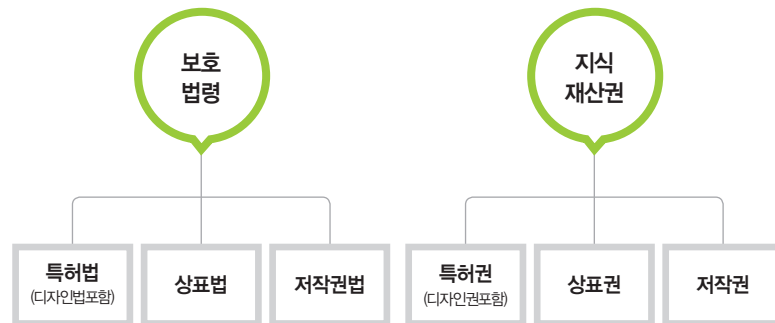 보호
법령
지식
재산권
특허법
(디자인법포함)
상표법
저작권법
특허권
(디자인권포함)
상표권
저작권